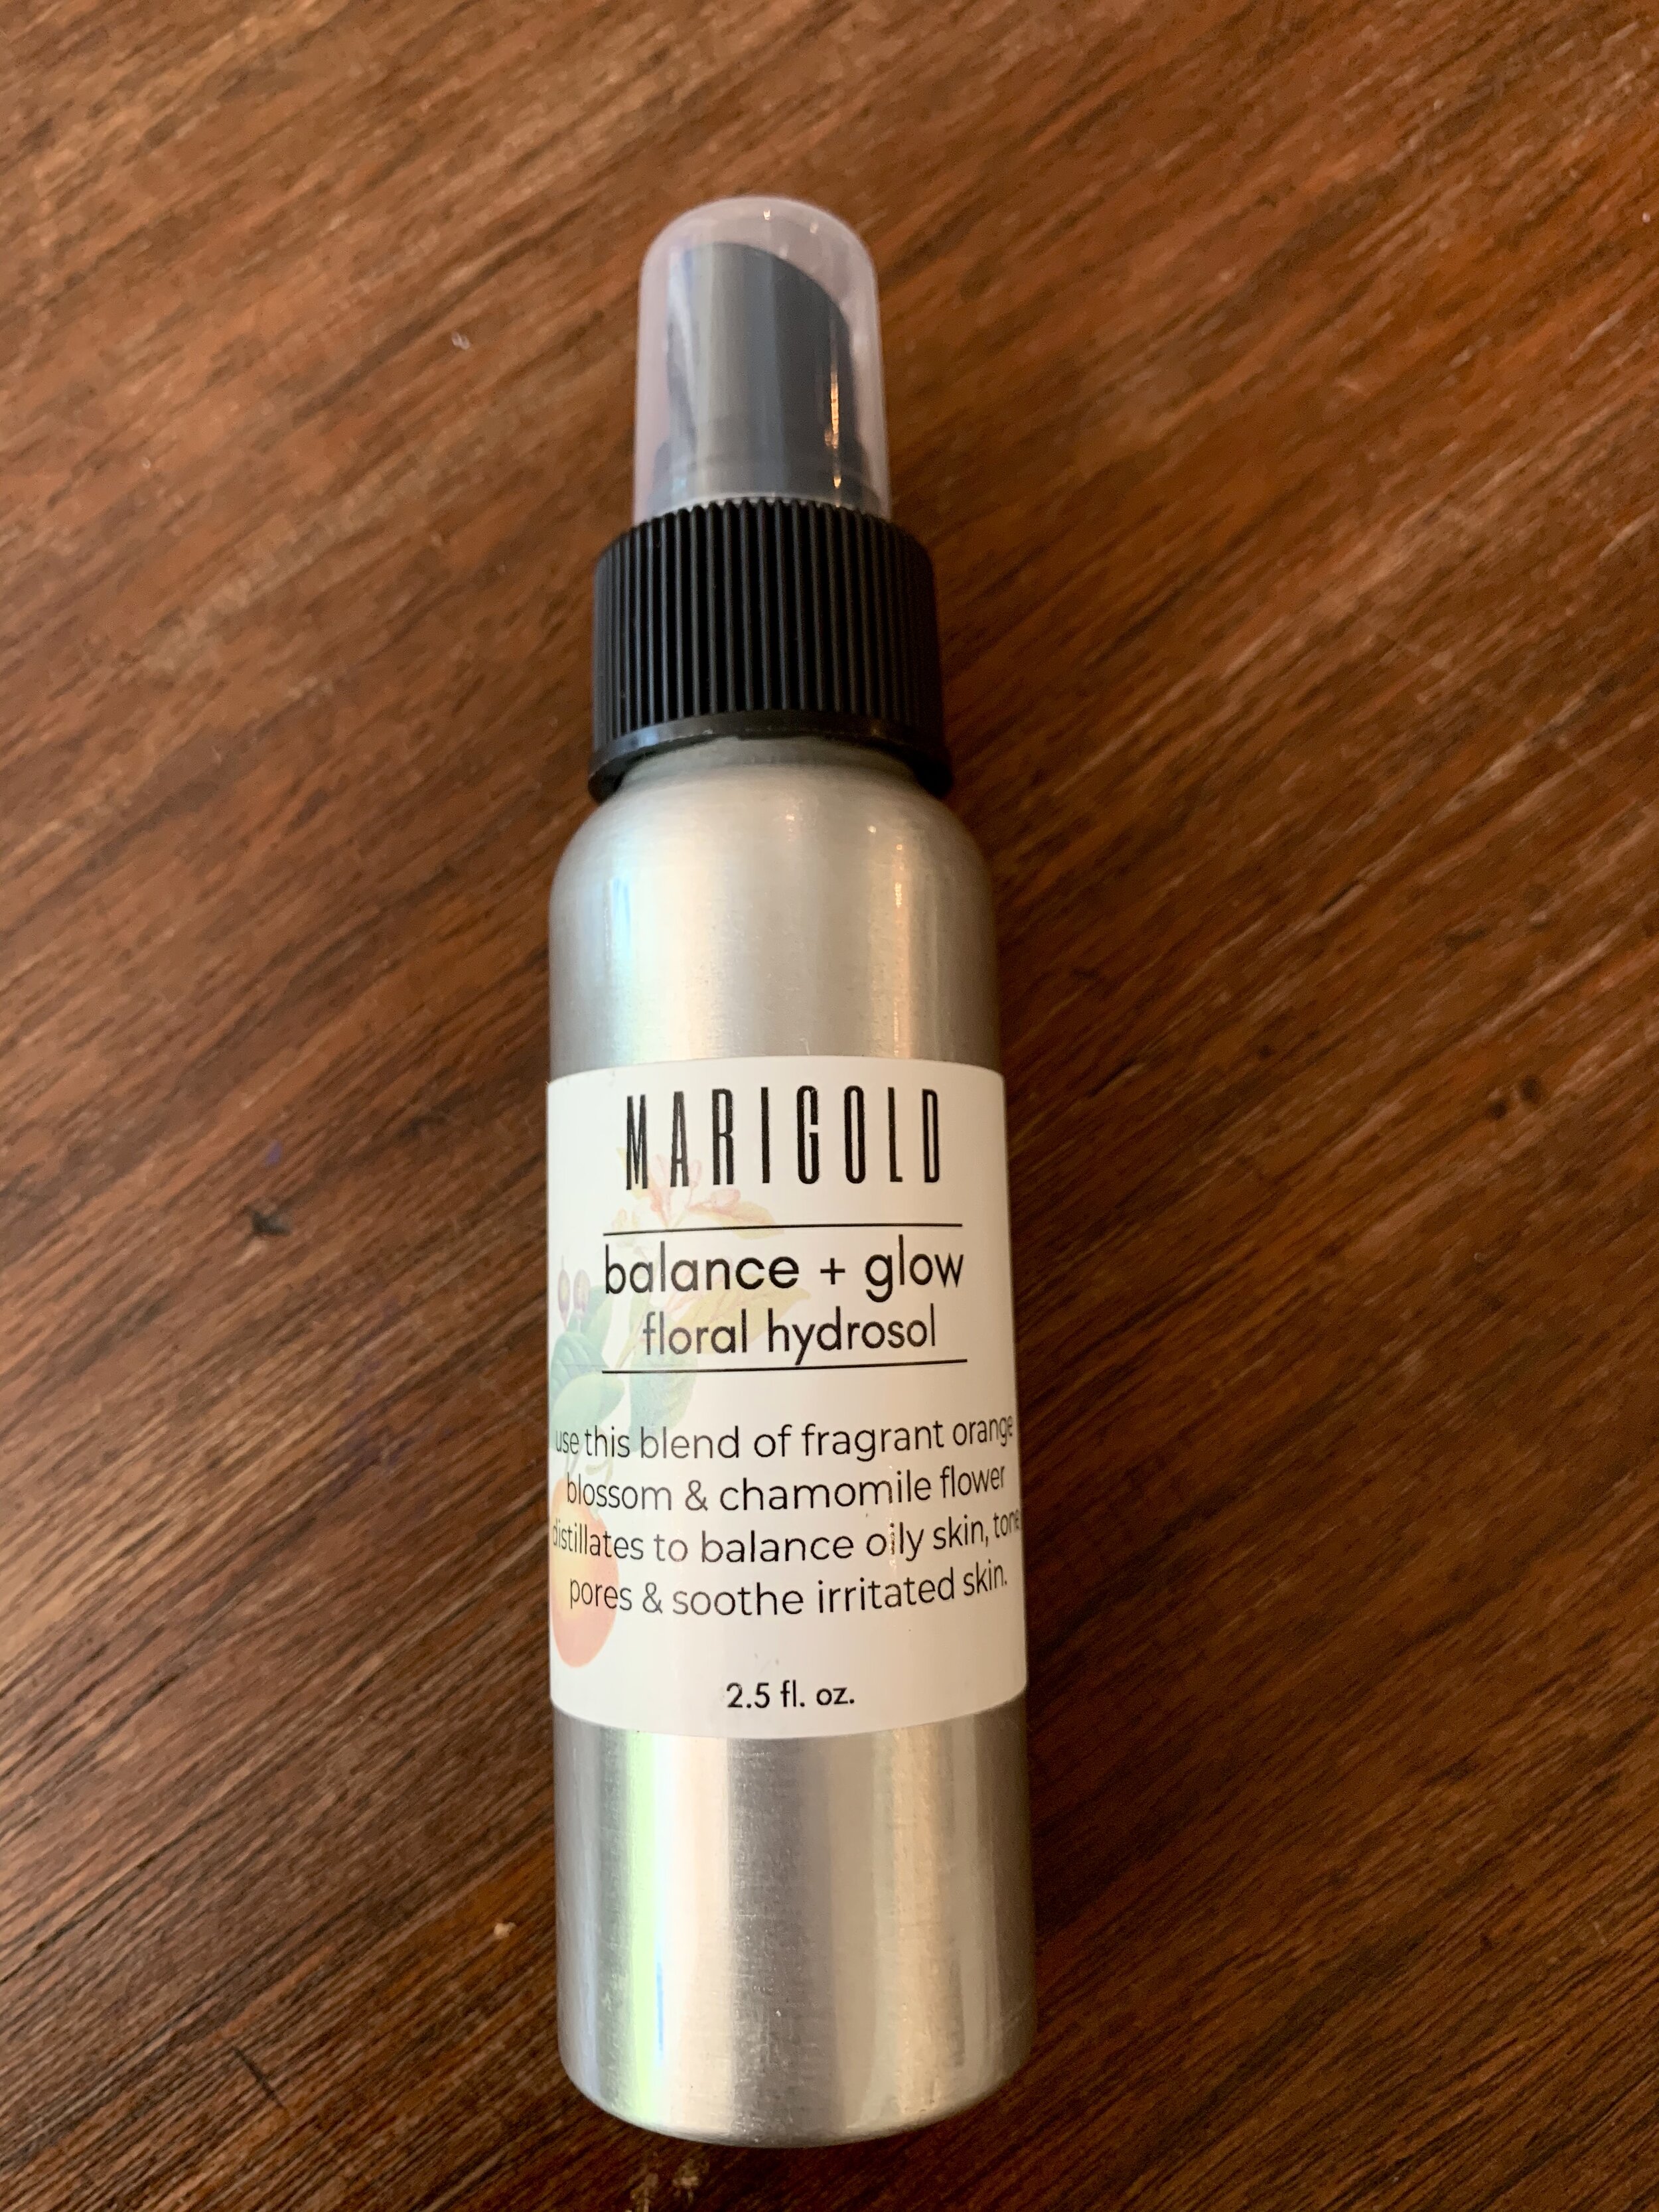 MARIGOLD
balance + glow
floral hydrosol
use this blend of fragrant orange
blossom & chamomile flower
distillates to balance oily skin, tone
pores & soothe irritated skin.
2.5 fl. oz.